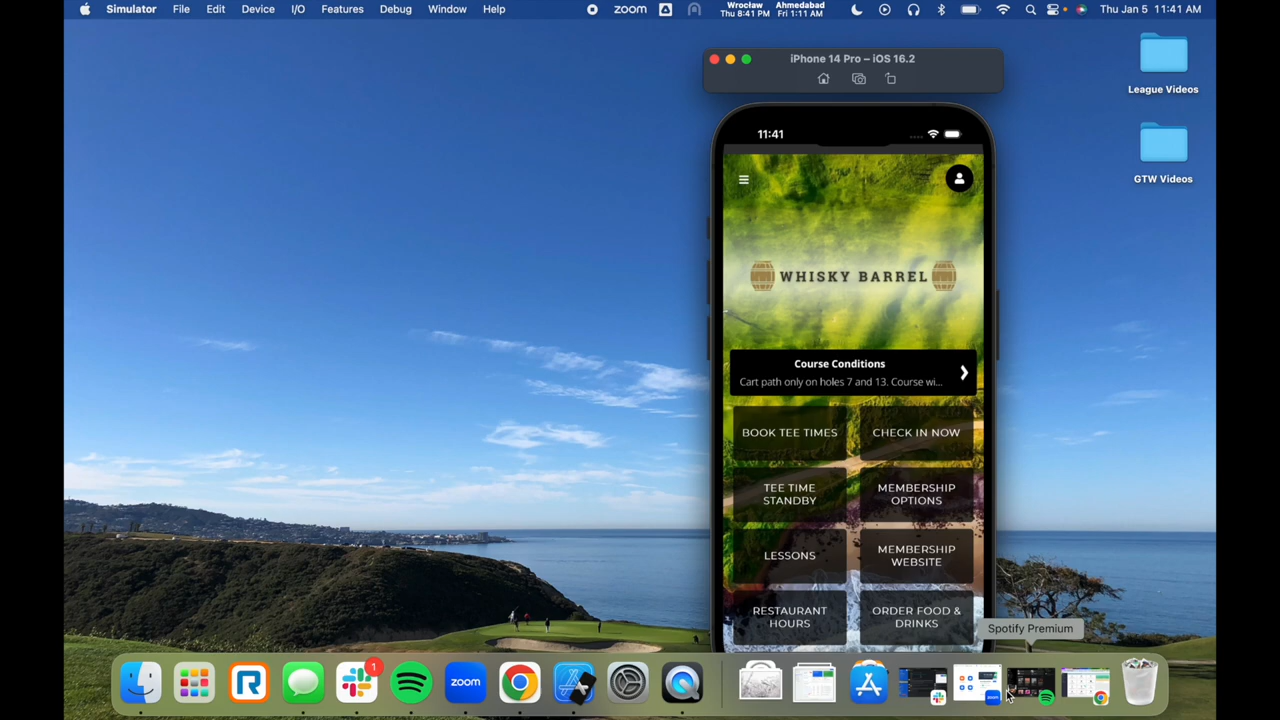 Simulator File Edit Device I/O Features Debug Window Help
zoom
Wrocław
Thu 8:41 PM
Ahmedabad
Fri 1:11 AM
Thu Jan 5 11:41 AM
iPhone 14 Pro – iOS 16.2
League Videos
GTW Videos
11:41
WHISKY BARREL
Course Conditions
Cart path only on holes 7 and 13. Course wi...
BOOK TEE TIMES
CHECK IN NOW
TEE TIME
STANDBY
MEMBERSHIP
OPTIONS
LESSONS
MEMBERSHIP
WEBSITE
RESTAURANT
HOURS
ORDER FOOD &
DRINKS
Spotify Premium
1
zoom